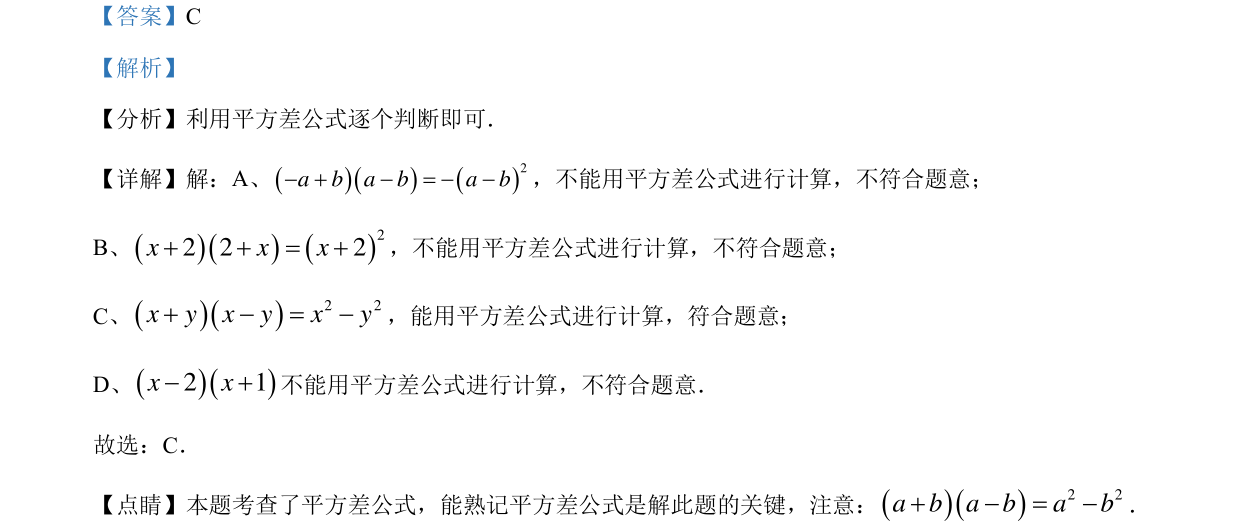 【答案】C
【解析】
【分析】利用平方差公式逐个判断即可．
【详解】解：A、(−a+b)(a−b)=−(a−b)²，不能用平方差公式进行计算，不符合题意；
B、(x+2)(2+x)=(x+2)²，不能用平方差公式进行计算，不符合题意；
C、(x+y)(x−y)=x²−y²，能用平方差公式进行计算，符合题意；
D、(x−2)(x+1)不能用平方差公式进行计算，不符合题意．
故选：C．
【点睛】本题考查了平方差公式，能熟记平方差公式是解此题的关键，注意：(a+b)(a−b)=a²−b²．